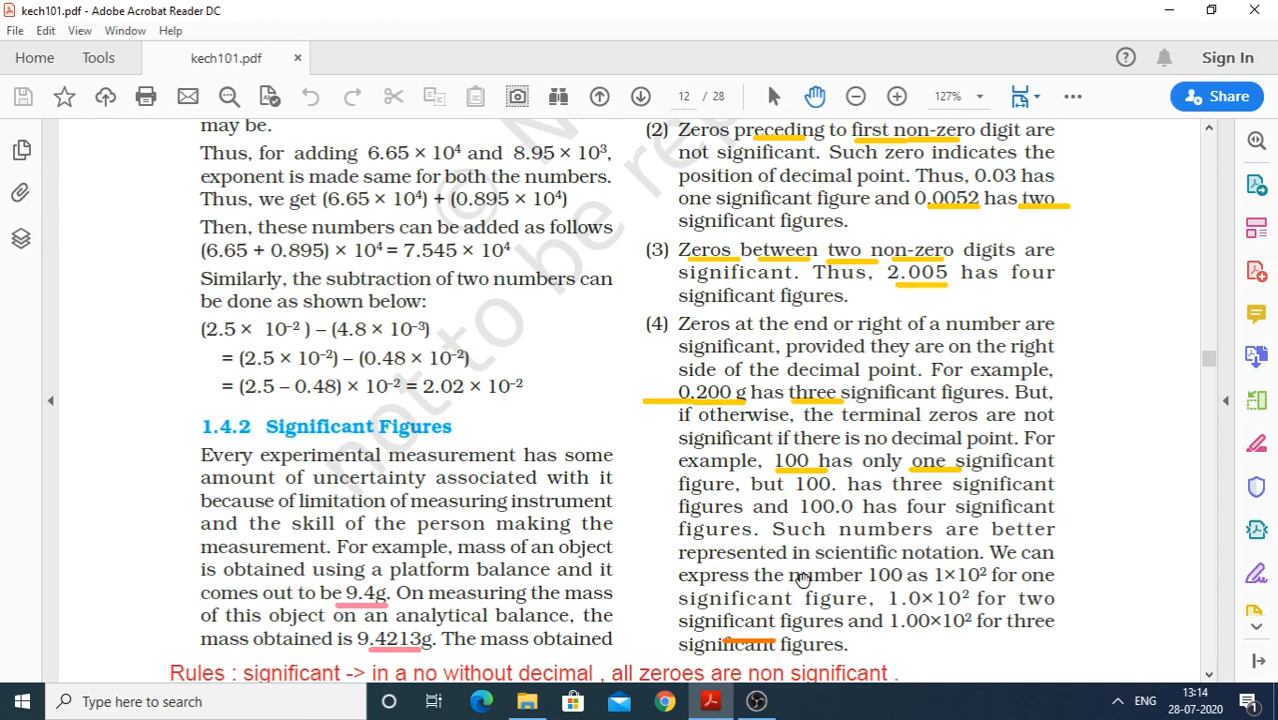 kech101.pdf - Adobe Acrobat Reader DC
File Edit View Window Help
Home Tools kech101.pdf × Sign In
12 / 28 127% Share
may be.
Thus, for adding 6.65 × 10⁴ and 8.95 × 10³,
exponent is made same for both the numbers.
Thus, we get (6.65 × 10⁴) + (0.895 × 10⁴)
Then, these numbers can be added as follows
(6.65 + 0.895) × 10⁴ = 7.545 × 10⁴
Similarly, the subtraction of two numbers can
be done as shown below:
(2.5 × 10⁻²) – (4.8 × 10⁻³)
= (2.5 × 10⁻²) – (0.48 × 10⁻²)
= (2.5 – 0.48) × 10⁻² = 2.02 × 10⁻²
1.4.2 Significant Figures
Every experimental measurement has some
amount of uncertainty associated with it
because of limitation of measuring instrument
and the skill of the person making the
measurement. For example, mass of an object
is obtained using a platform balance and it
comes out to be 9.4g. On measuring the mass
of this object on an analytical balance, the
mass obtained is 9.4213g. The mass obtained
(2) Zeros preceding to first non-zero digit are
not significant. Such zero indicates the
position of decimal point. Thus, 0.03 has
one significant figure and 0.0052 has two
significant figures.
(3) Zeros between two non-zero digits are
significant. Thus, 2.005 has four
significant figures.
(4) Zeros at the end or right of a number are
significant, provided they are on the right
side of the decimal point. For example,
0.200 g has three significant figures. But,
if otherwise, the terminal zeros are not
significant if there is no decimal point. For
example, 100 has only one significant
figure, but 100. has three significant
figures and 100.0 has four significant
figures. Such numbers are better
represented in scientific notation. We can
express the number 100 as 1×10² for one
significant figure, 1.0×10² for two
significant figures and 1.00×10² for three
significant figures.
not to be rep
© N
Rules : significant -> in a no without decimal , all zeroes are non significant .
Type here to search
ENG 13:14
28-07-2020 1